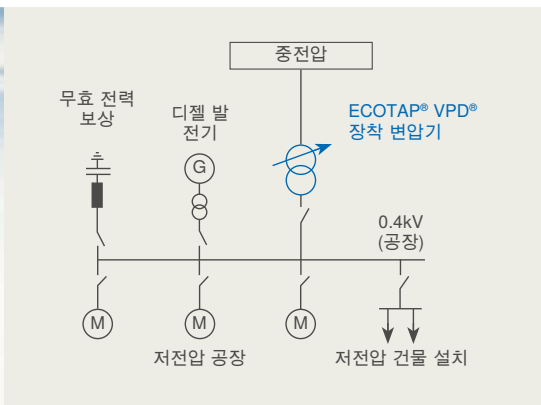 중전압
무효 전력
보상
디젤 발
전기
ECOTAP® VPD®
장착 변압기
G
0.4kV
(공장)
M
M
M
저전압 공장
저전압 건물 설치